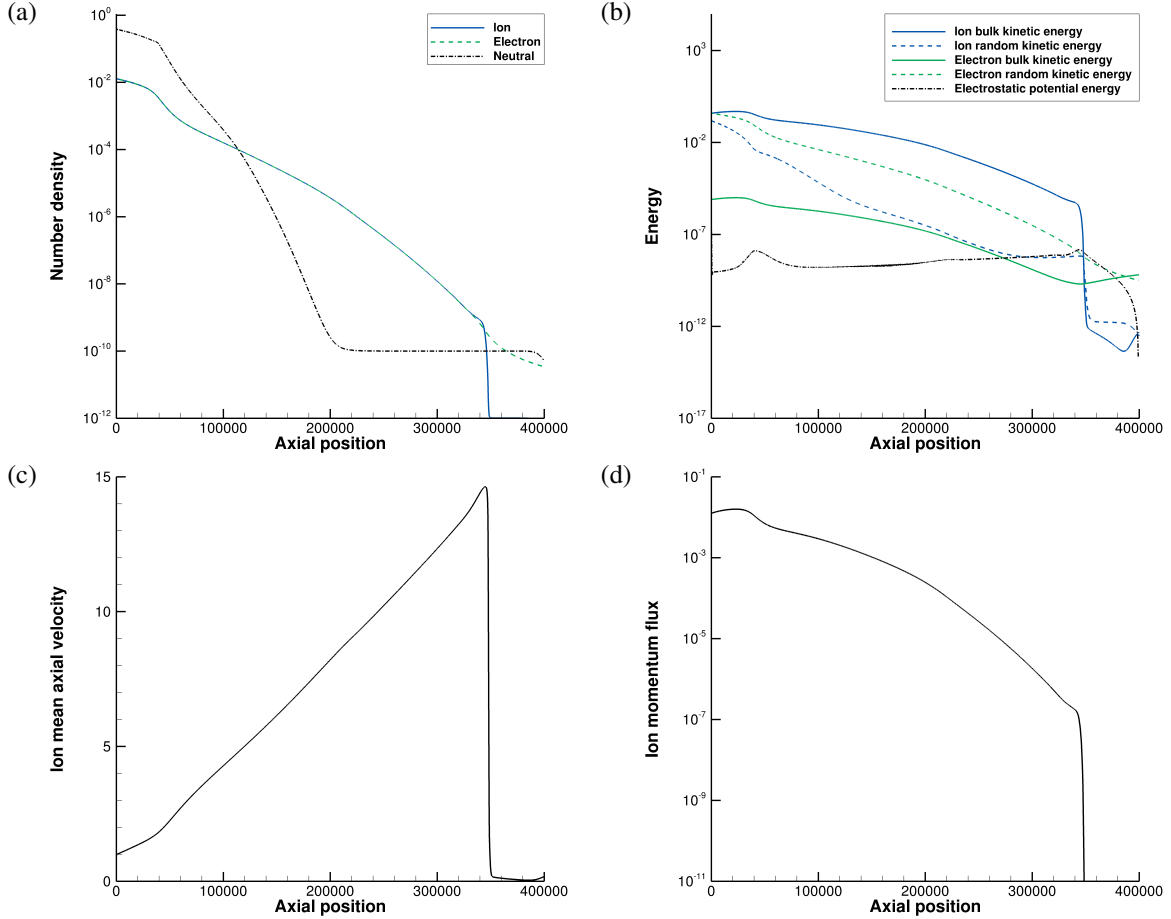 (a)
10⁰
10⁻²
10⁻⁴
10⁻⁶
10⁻⁸
10⁻¹⁰
10⁻¹²
Number density
Ion
Electron
Neutral
0 100000 200000 300000 400000
Axial position
(b)
10³
10⁻²
10⁻⁷
10⁻¹²
10⁻¹⁷
Energy
Ion bulk kinetic energy
Ion random kinetic energy
Electron bulk kinetic energy
Electron random kinetic energy
Electrostatic potential energy
0 100000 200000 300000 400000
Axial position
(c)
15
10
5
0
Ion mean axial velocity
0 100000 200000 300000 400000
Axial position
(d)
10⁻¹
10⁻³
10⁻⁵
10⁻⁷
10⁻⁹
10⁻¹¹
Ion momentum flux
0 100000 200000 300000 400000
Axial position